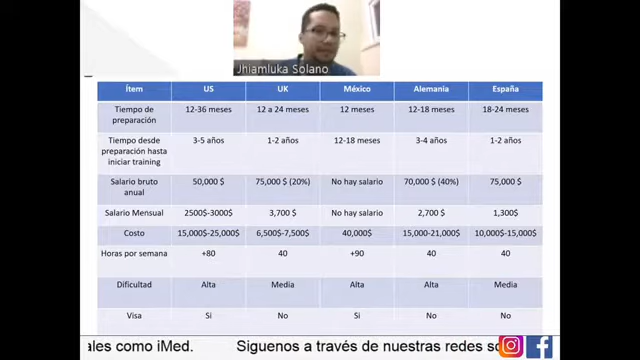 Jhiamluka Solano
Ítem US UK México Alemania España
Tiempo de preparación 12-36 meses 12 a 24 meses 12 meses 12-18 meses 18-24 meses
Tiempo desde preparación hasta iniciar training 3-5 años 1-2 años 12-18 meses 3-4 años 1-2 años
Salario bruto anual 50,000 $ 75,000 $ (20%) No hay salario 70,000 $ (40%) 75,000 $
Salario Mensual 2500$-3000$ 3,700 $ No hay salario 2,700 $ 1,300$
Costo 15,000$-25,000$ 6,500-7,500$ 40,000$ 15,000-21,000$ 10,000$-15,000$
Horas por semana +80 40 +90 40 40
Dificultad Alta Media Alta Alta Media
Visa Si No Si No No
ales como iMed. Siguenos a través de nuestras redes so